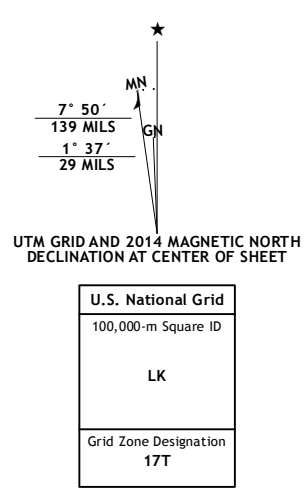 ★
MN
GN
7° 50´
139 MILS
1° 37´
29 MILS
UTM GRID AND 2014 MAGNETIC NORTH
DECLINATION AT CENTER OF SHEET
U.S. National Grid
100,000-m Square ID
LK
Grid Zone Designation
17T